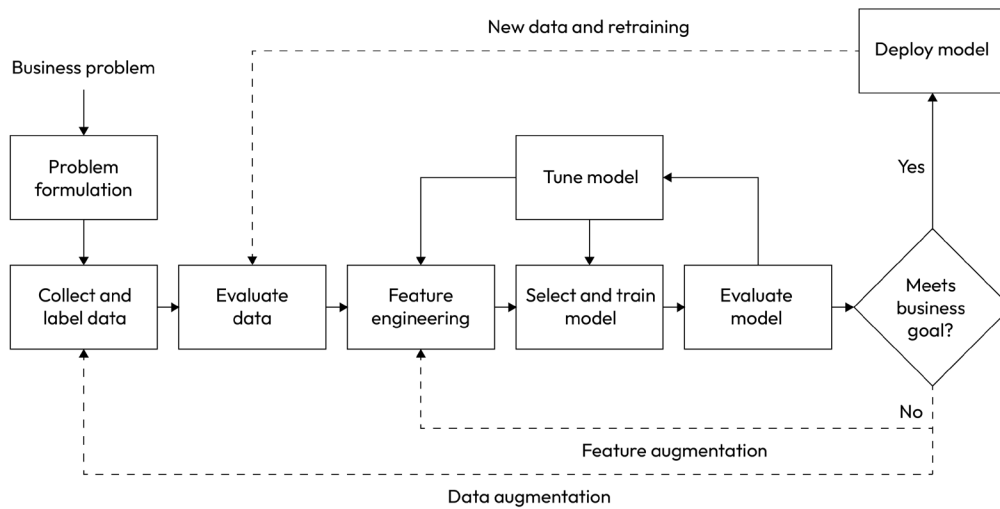 New data and retraining
Deploy model
Business problem
Problem
formulation
Tune model
Yes
Collect and
label data
Evaluate
data
Feature
engineering
Select and train
model
Evaluate
model
Meets
business
goal?
No
Feature augmentation
Data augmentation